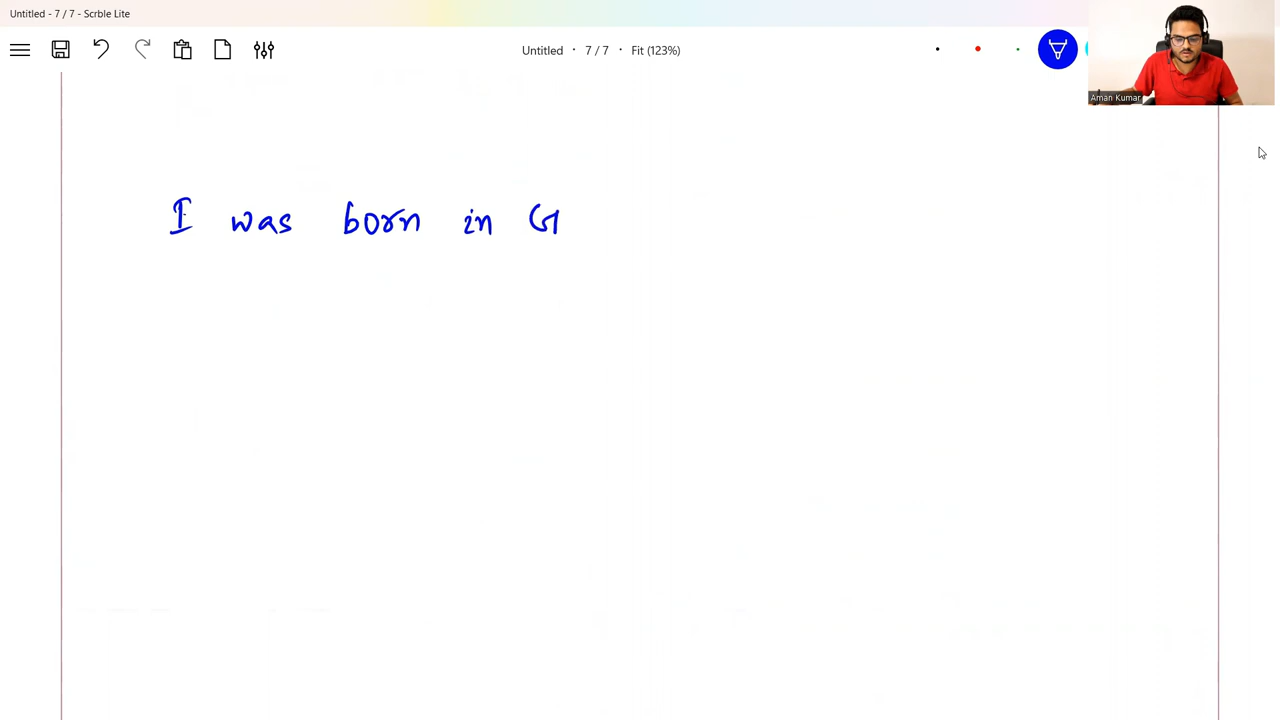 Untitled - 7 / 7 - Scrble Lite
Untitled • 7 / 7 • Fit (123%)
Aman Kumar
I was born in G